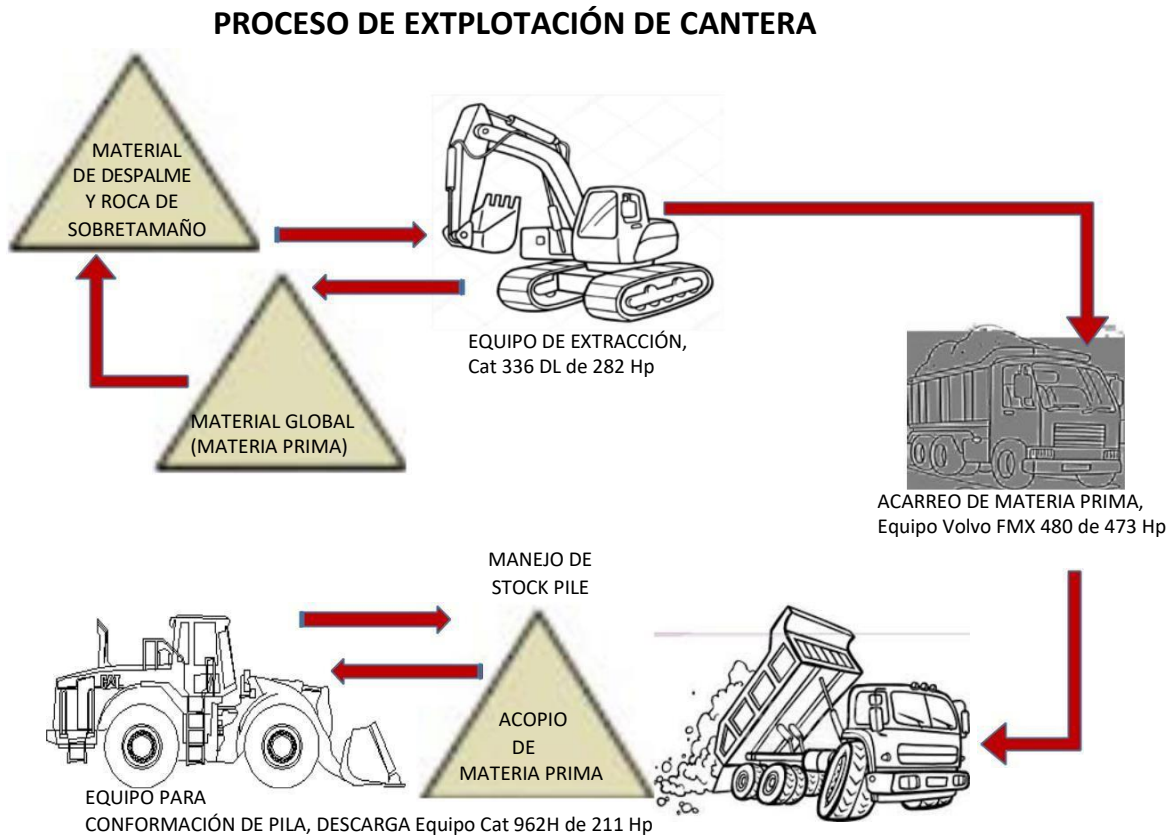 PROCESO DE EXTPLOTACIÓN DE CANTERA
MATERIAL
DE DESPALME
Y ROCA DE
SOBRETAMAÑO
EQUIPO DE EXTRACCIÓN,
Cat 336 DL de 282 Hp
MATERIAL GLOBAL
(MATERIA PRIMA)
ACARREO DE MATERIA PRIMA,
Equipo Volvo FMX 480 de 473 Hp
MANEJO DE
STOCK PILE
CAT
ACOPIO
DE
MATERIA PRIMA
EQUIPO PARA
CONFORMACIÓN DE PILA, DESCARGA Equipo Cat 962H de 211 Hp